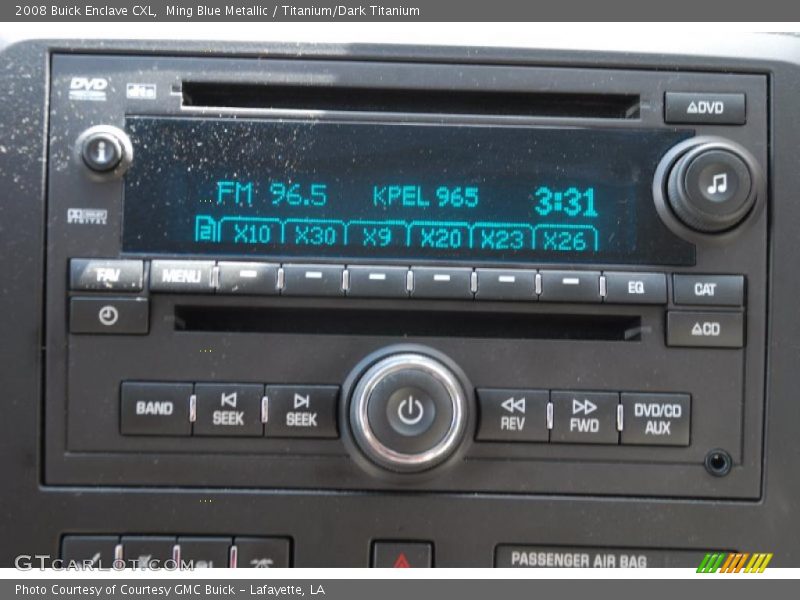 2008 Buick Enclave CXL,  Ming Blue Metallic / Titanium/Dark Titanium
DVD
dts
DVD
i
FM 96.5 KPEL 965 3:31
2 X10 X30 X9 X20 X23 X26
DIGITAL
FAV MENU EQ CAT
CD
BAND SEEK SEEK REV FWD DVD/CD AUX
PASSENGER AIR BAG
GTCARLOT.COM
Photo Courtesy of Courtesy GMC Buick – Lafayette, LA